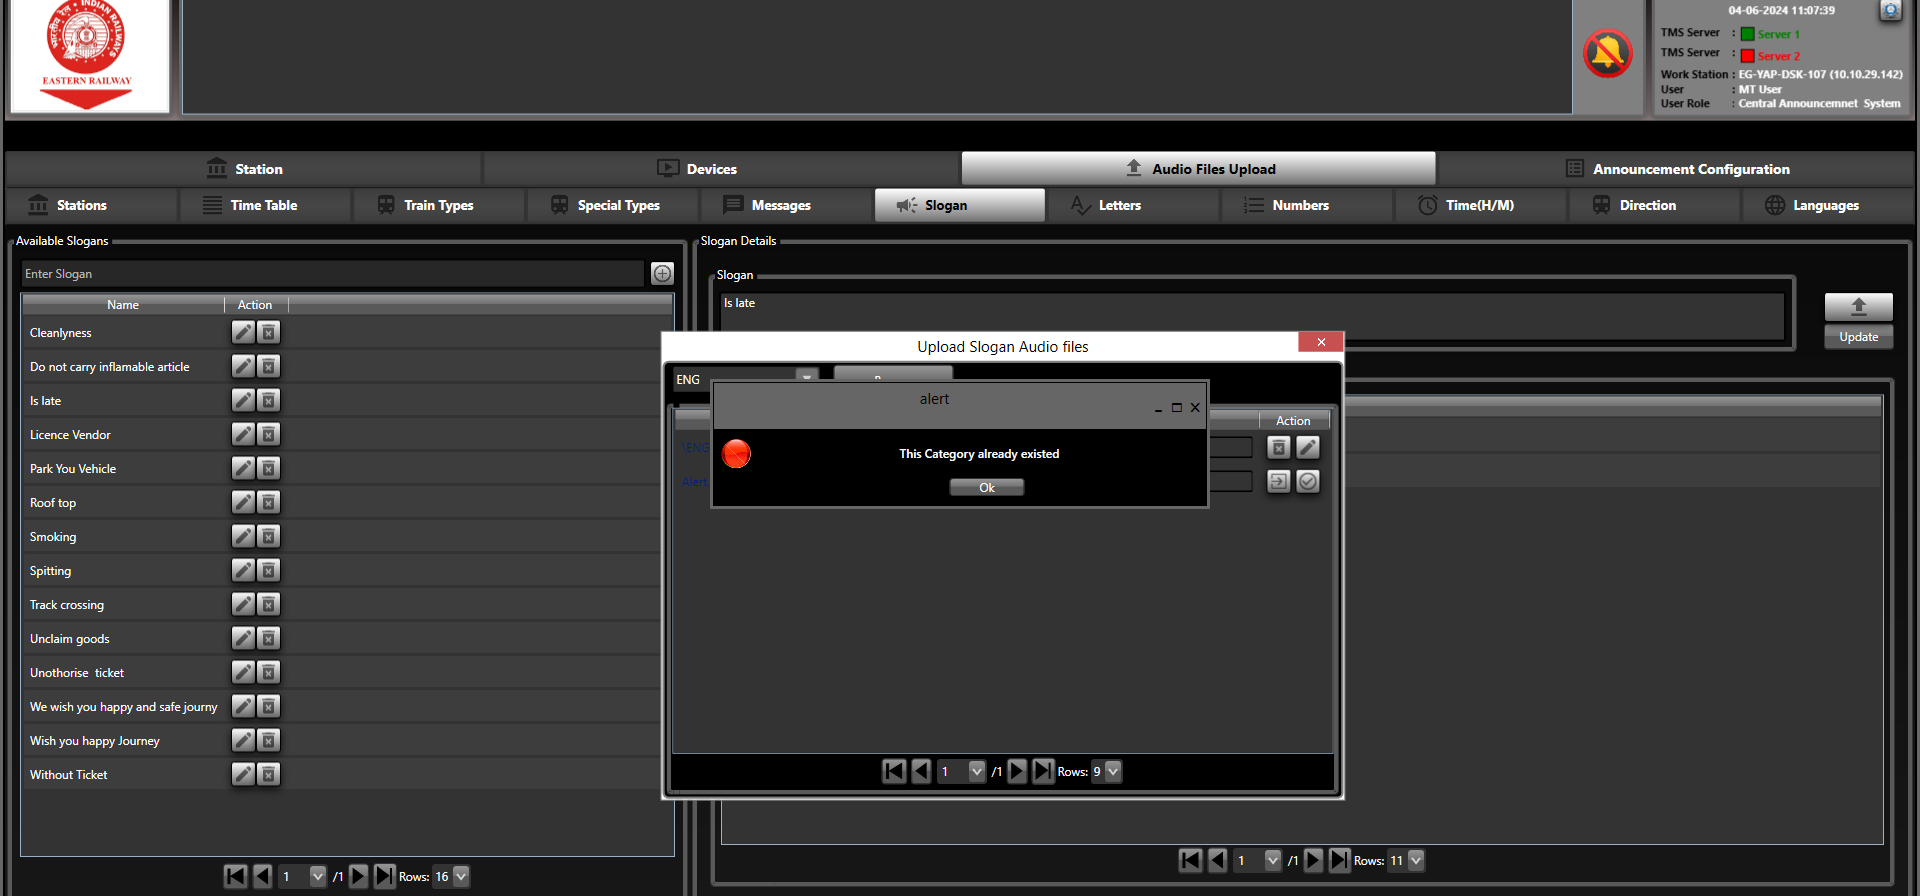 INDIAN RAILWAYS
भारतीय रेल
EASTERN RAILWAY
04-06-2024 11:07:39
TMS Server : Server 1
TMS Server : Server 2
Work Station : EG-YAP-DSK-107 (10.10.29.142)
User : MT User
User Role : Central Announcemnet System
Station
Devices
Audio Files Upload
Announcement Configuration
Stations
Time Table
Train Types
Special Types
Messages
Slogan
Letters
Numbers
Time(H/M)
Direction
Languages
Available Slogans
Enter Slogan
Name Action
Cleanlyness
Do not carry inflamable article
Is late
Licence Vendor
Park You Vehicle
Roof top
Smoking
Spitting
Track crossing
Unclaim goods
Unothorise ticket
We wish you happy and safe journy
Wish you happy Journey
Without Ticket
1 /1 Rows: 16
Slogan Details
Slogan
Is late
Update
Upload Slogan Audio files
ENG
Action
\ENG
Alert
alert
This Category already existed
Ok
1 /1 Rows: 9
1 /1 Rows: 11